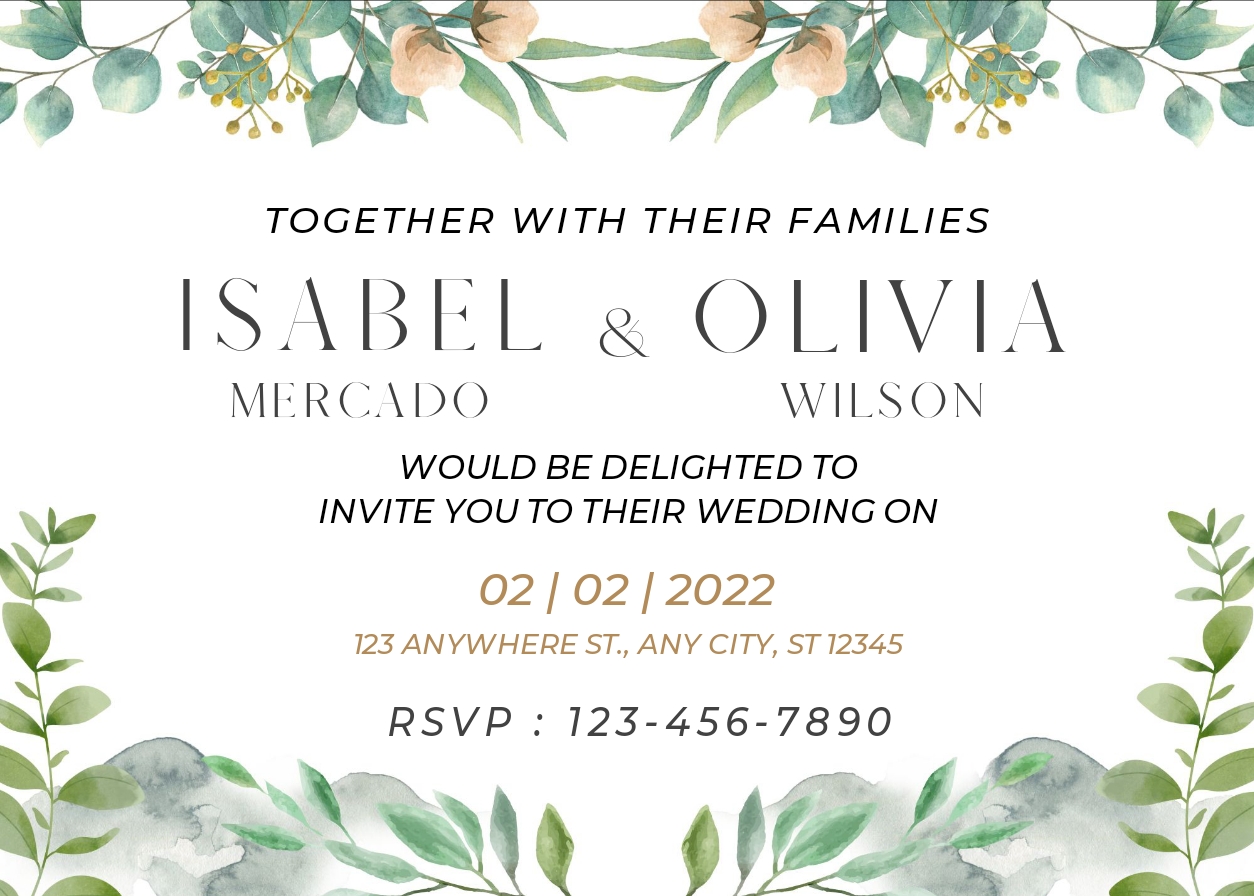 TOGETHER WITH THEIR FAMILIES
ISABEL & OLIVIA
MERCADO WILSON
WOULD BE DELIGHTED TO
INVITE YOU TO THEIR WEDDING ON
02 | 02 | 2022
123 ANYWHERE ST., ANY CITY, ST 12345
RSVP : 123-456-7890